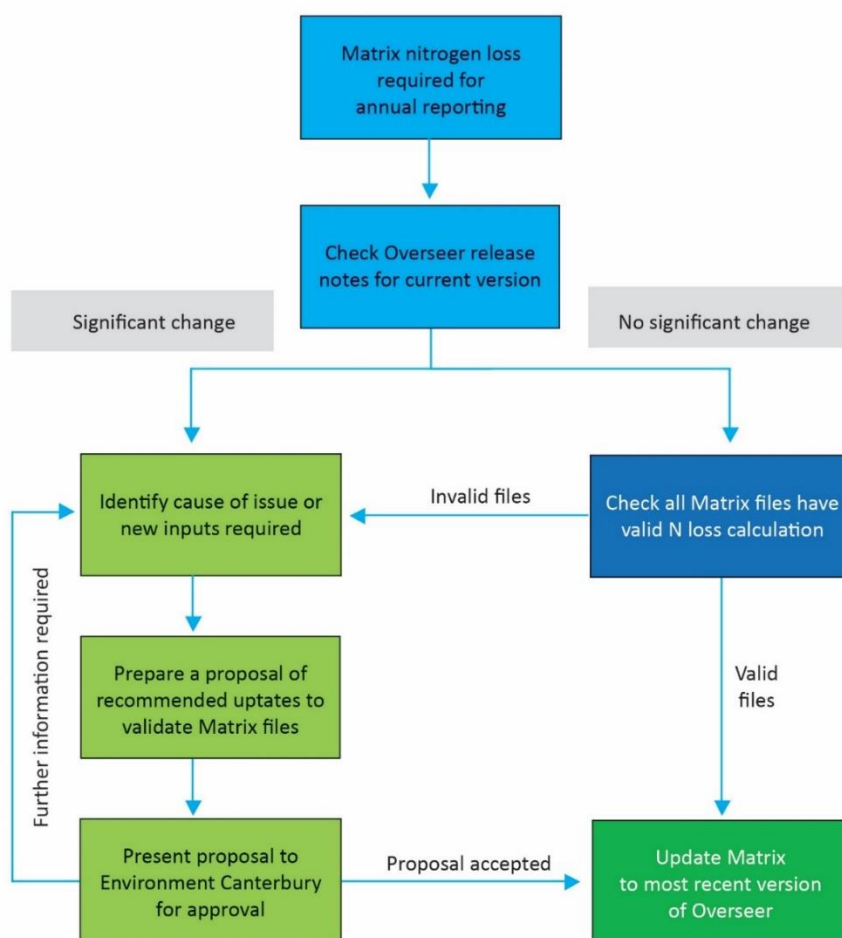 Matrix nitrogen loss
required for
annual reporting
Check Overseer release
notes for current version
Significant change
No significant change
Identify cause of issue or
new inputs required
Invalid files
Check all Matrix files have
valid N loss calculation
Further information required
Prepare a proposal of
recommended uptates to
validate Matrix files
Valid
files
Present proposal to
Environment Canterbury
for approval
Proposal accepted
Update Matrix
to most recent version
of Overseer